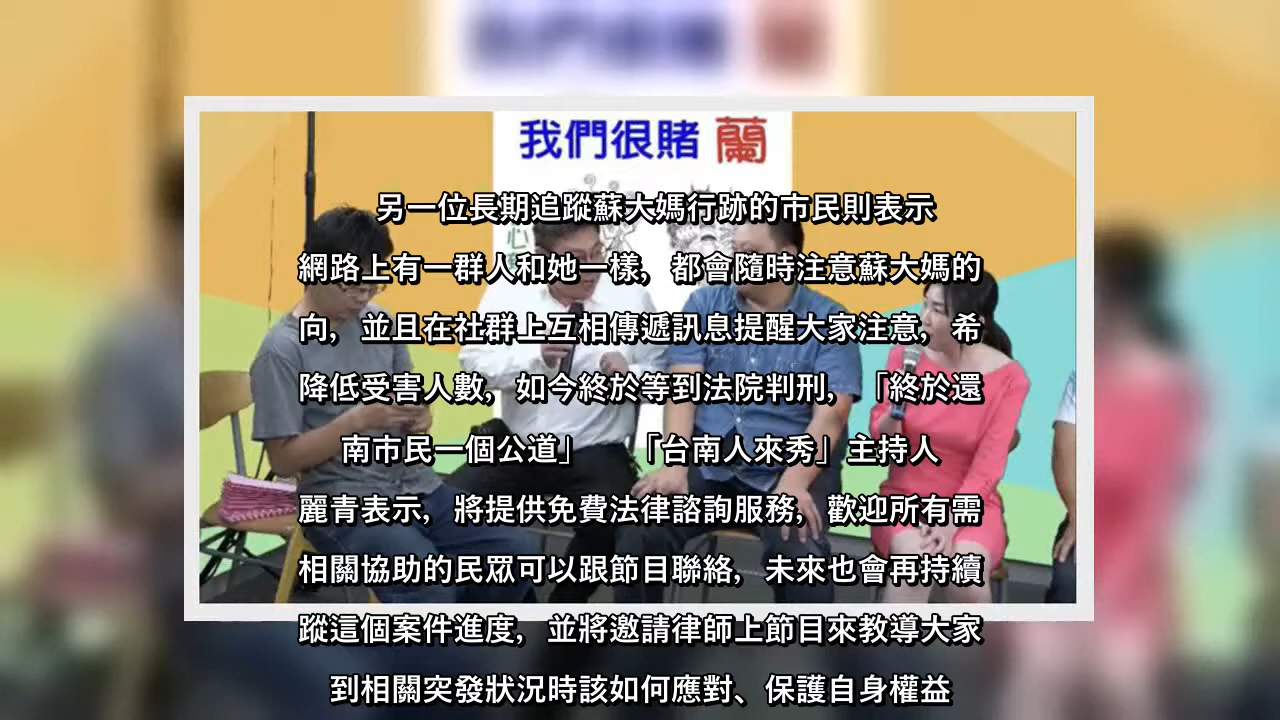 我們很賭 蘭
心
另一位長期追蹤蘇大媽行跡的市民則表示
網路上有一群人和她一樣，都會隨時注意蘇大媽的
向，並且在社群上互相傳遞訊息提醒大家注意，希
降低受害人數，如今終於等到法院判刑，「終於還
南市民一個公道」 「台南人來秀」主持人
麗青表示，將提供免費法律諮詢服務，歡迎所有需
相關協助的民眾可以跟節目聯絡，未來也會再持續
蹤這個案件進度，並將邀請律師上節目來教導大家
到相關突發狀況時該如何應對、保護自身權益